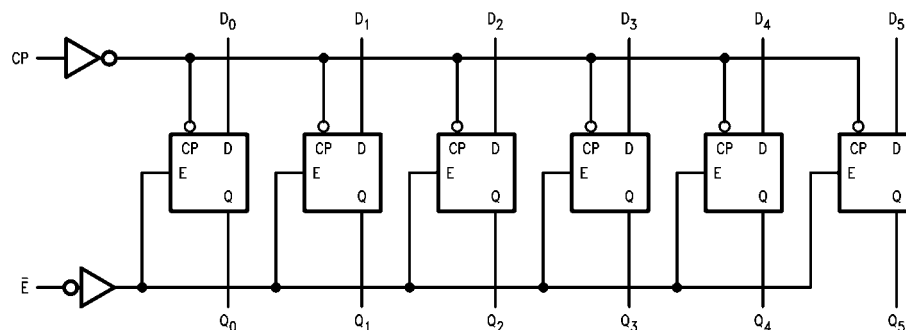 D₀ D₁ D₂ D₃ D₄ D₅
CP
CP D CP D CP D CP D CP D CP D
E E E E E E
Q Q Q Q Q Q
E̅
Q₀ Q₁ Q₂ Q₃ Q₄ Q₅